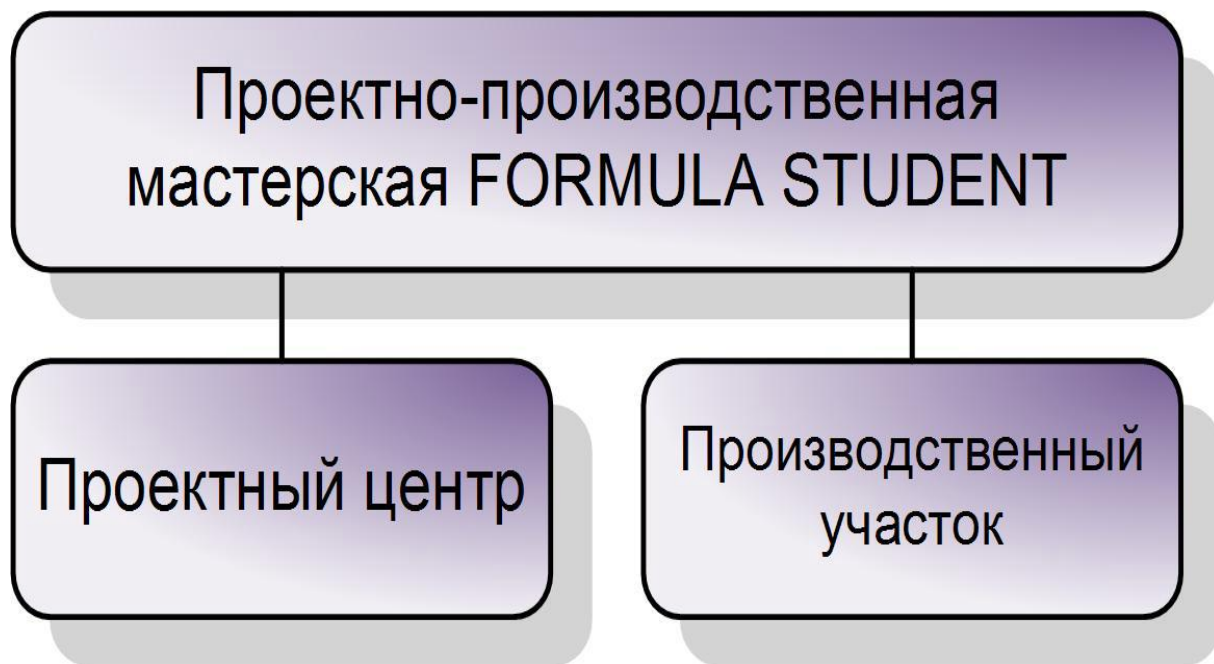 Проектно-производственная
мастерская FORMULA STUDENT
Проектный центр
Производственный
участок